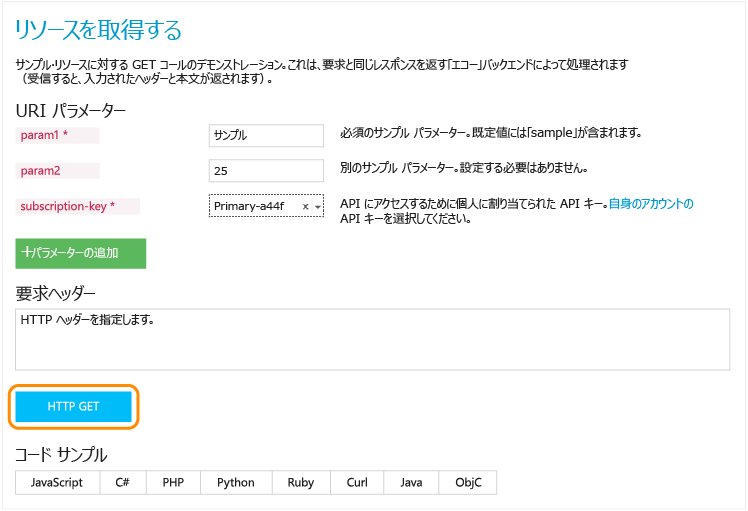 リソースを取得する
サンプル・リソースに対する GET コールのデモンストレーション。これは、要求と同じレスポンスを返す「エコー」バックエンドによって処理されます
（受信すると、入力されたヘッダーと本文が返されます）。
URI パラメーター
param1 * サンプル 必須のサンプル パラメーター。既定値には「sample」が含まれます。
param2 25 別のサンプル パラメーター。設定する必要はありません。
subscription-key * Primary-a44f x API にアクセスするために個人に割り当てられた API キー。自身のアカウントの
API キーを選択してください。
+パラメーターの追加
要求ヘッダー
HTTP ヘッダーを指定します。
HTTP GET
コード サンプル
JavaScript C# PHP Python Ruby Curl Java ObjC